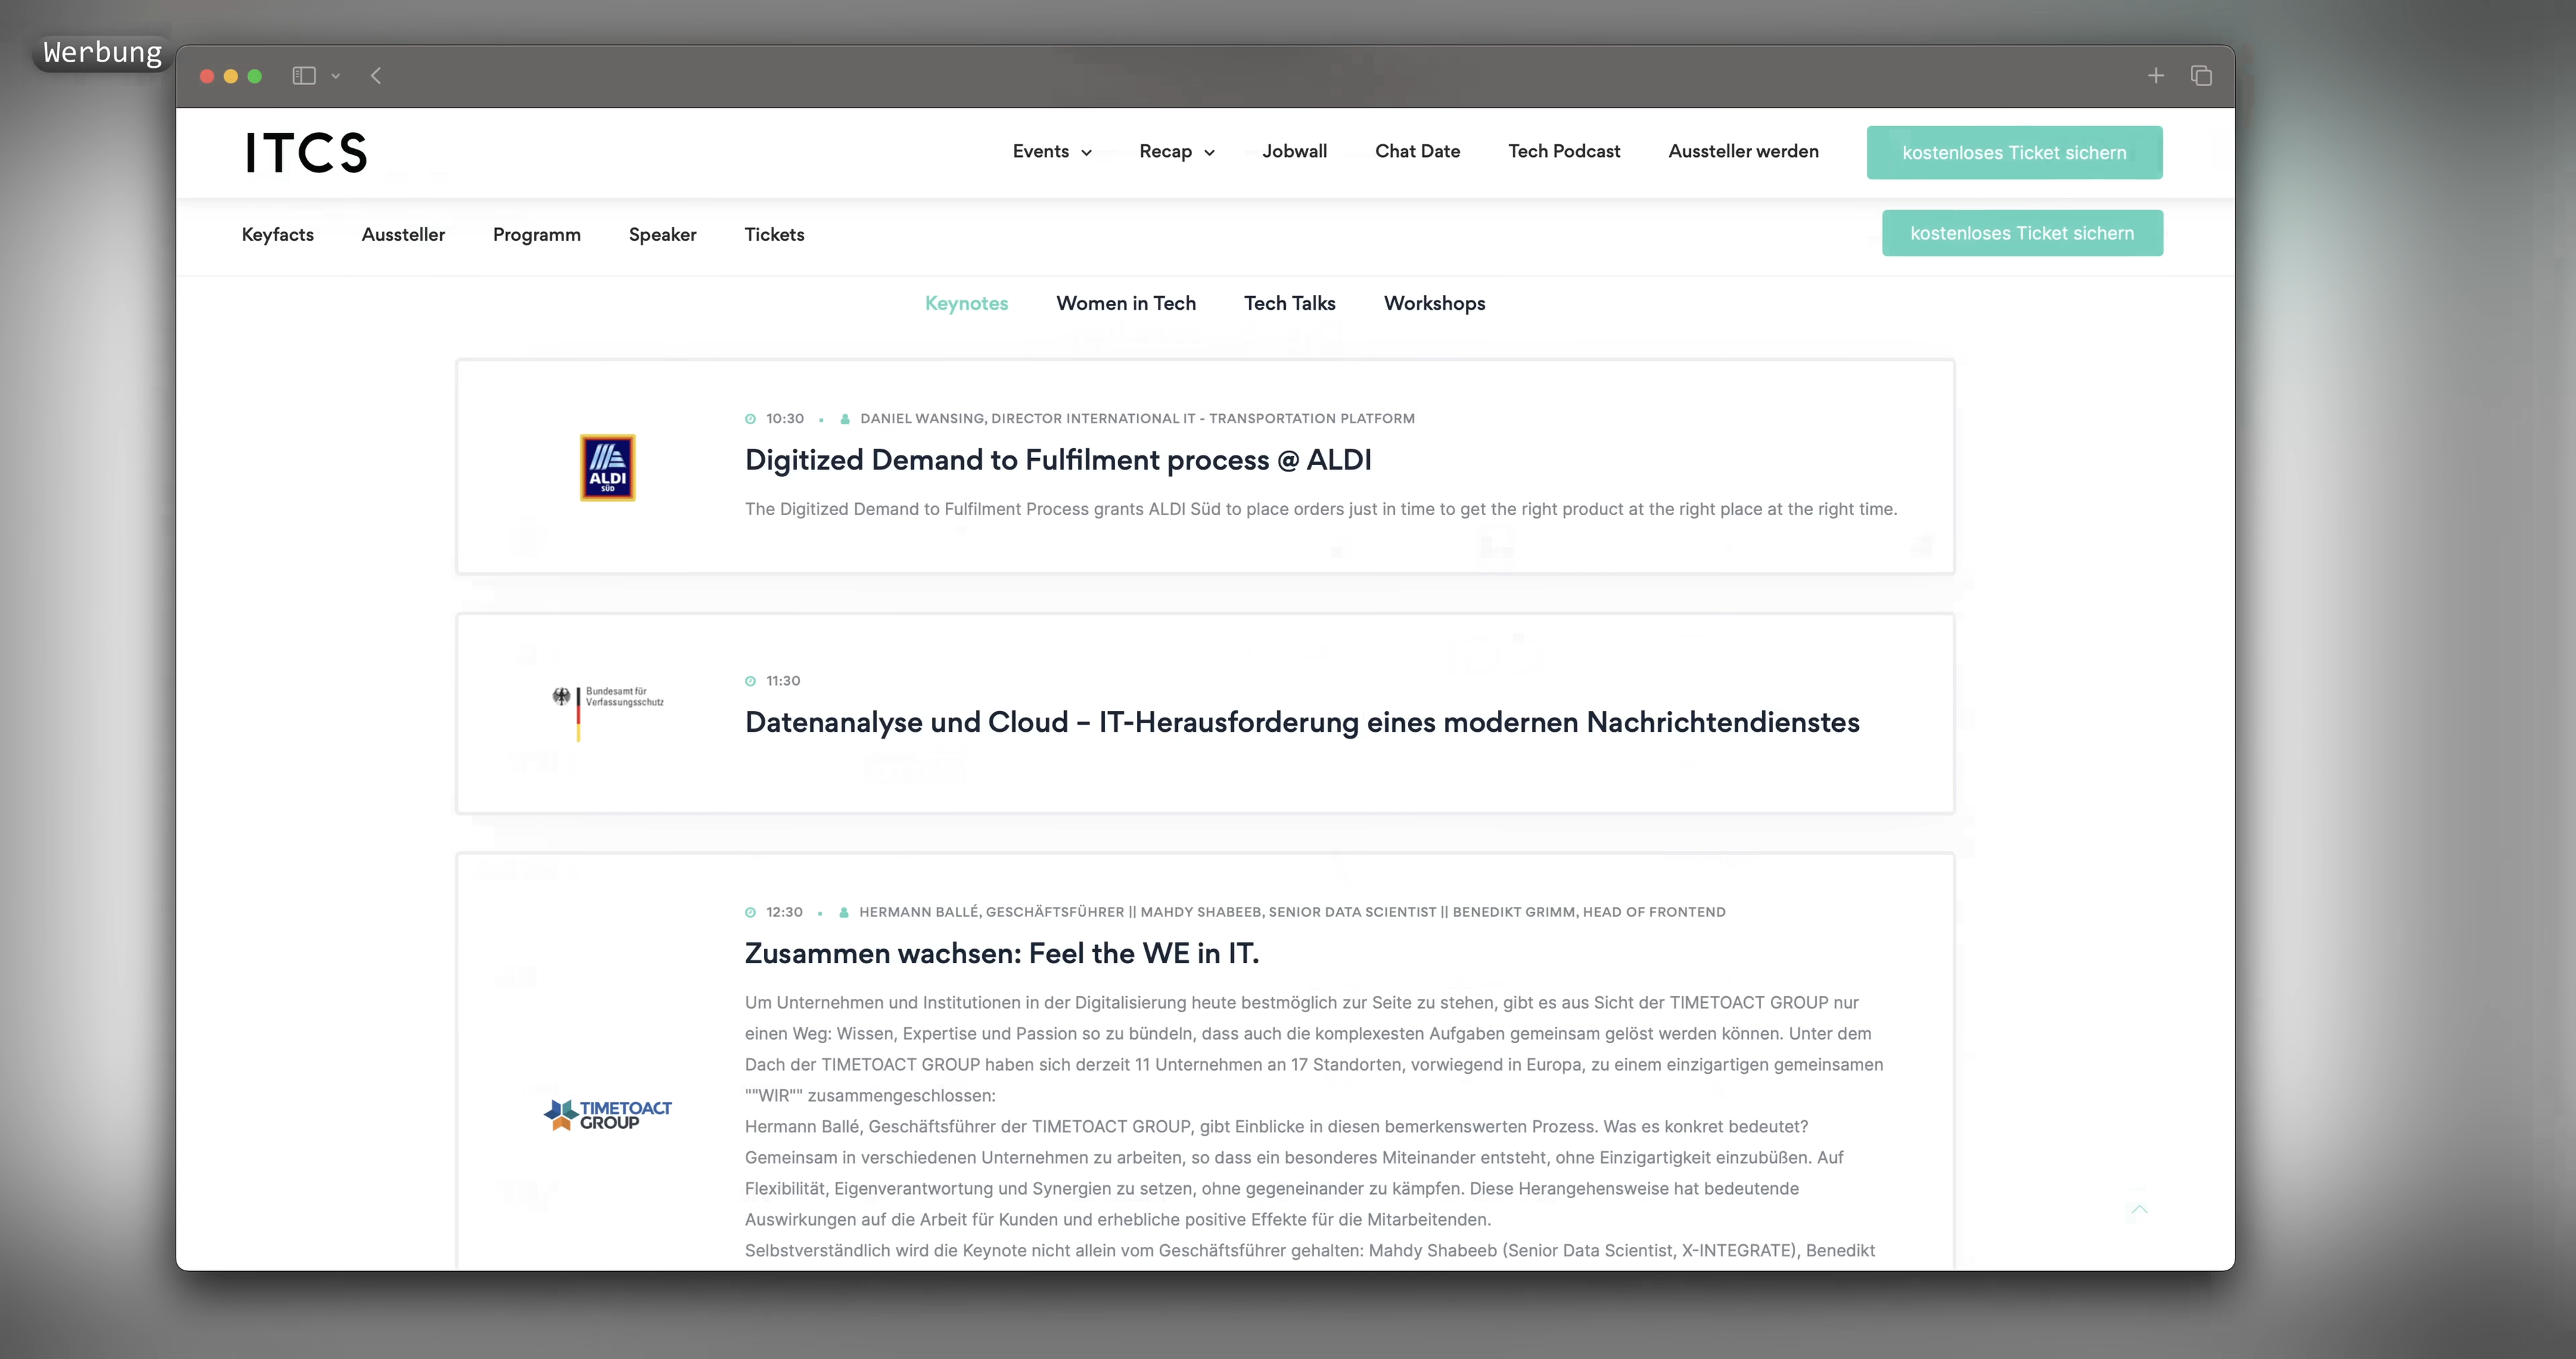 Werbung
ITCS
Events
Recap
Jobwall
Chat Date
Tech Podcast
Aussteller werden
kostenloses Ticket sichern
Keyfacts
Aussteller
Programm
Speaker
Tickets
kostenloses Ticket sichern
Keynotes
Women in Tech
Tech Talks
Workshops
ALDI
SÜD
10:30 • DANIEL WANSING, DIRECTOR INTERNATIONAL IT - TRANSPORTATION PLATFORM
Digitized Demand to Fulfilment process @ ALDI
The Digitized Demand to Fulfilment Process grants ALDI Süd to place orders just in time to get the right product at the right place at the right time.
Bundesamt für
Verfassungsschutz
11:30
Datenanalyse und Cloud – IT-Herausforderung eines modernen Nachrichtendienstes
12:30 • HERMANN BALLÉ, GESCHÄFTSFÜHRER || MAHDY SHABEEB, SENIOR DATA SCIENTIST || BENEDIKT GRIMM, HEAD OF FRONTEND
Zusammen wachsen: Feel the WE in IT.
Um Unternehmen und Institutionen in der Digitalisierung heute bestmöglich zur Seite zu stehen, gibt es aus Sicht der TIMETOACT GROUP nur
einen Weg: Wissen, Expertise und Passion so zu bündeln, dass auch die komplexesten Aufgaben gemeinsam gelöst werden können. Unter dem
Dach der TIMETOACT GROUP haben sich derzeit 11 Unternehmen an 17 Standorten, vorwiegend in Europa, zu einem einzigartigen gemeinsamen
""WIR"" zusammengeschlossen:
Hermann Ballé, Geschäftsführer der TIMETOACT GROUP, gibt Einblicke in diesen bemerkenswerten Prozess. Was es konkret bedeutet?
Gemeinsam in verschiedenen Unternehmen zu arbeiten, so dass ein besonderes Miteinander entsteht, ohne Einzigartigkeit einzubüßen. Auf
Flexibilität, Eigenverantwortung und Synergien zu setzen, ohne gegeneinander zu kämpfen. Diese Herangehensweise hat bedeutende
Auswirkungen auf die Arbeit für Kunden und erhebliche positive Effekte für die Mitarbeitenden.
Selbstverständlich wird die Keynote nicht allein vom Geschäftsführer gehalten: Mahdy Shabeeb (Senior Data Scientist, X-INTEGRATE), Benedikt
TIMETOACT
GROUP